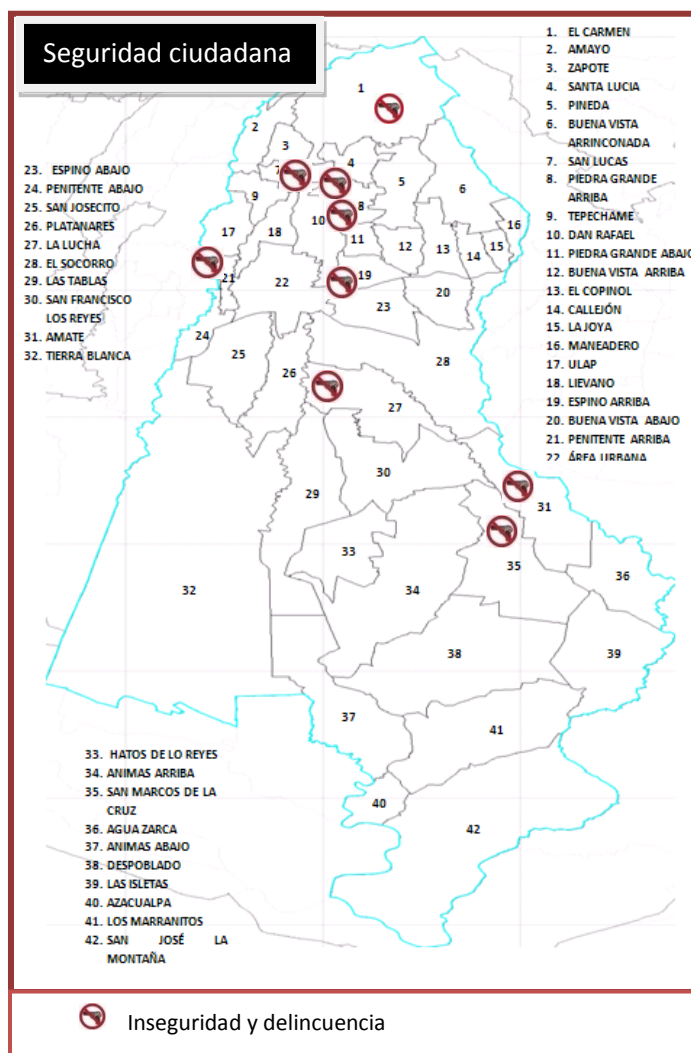 Seguridad ciudadana
1. EL CARMEN
2. AMAYO
3. ZAPOTE
4. SANTA LUCIA
5. PINEDA
6. BUENA VISTA
ARRINCONADA
7. SAN LUCAS
8. PIEDRA GRANDE
ARRIBA
9. TEPECHAME
10. DAN RAFAEL
11. PIEDRA GRANDE ABAJO
12. BUENA VISTA ARRIBA
13. EL COPINOL
14. CALLEJÓN
15. LA JOYA
16. MANEADERO
17. ULAP
18. LIEVANO
19. ESPINO ARRIBA
20. BUENA VISTA ABAJO
21. PENITENTE ARRIBA
22. ÁREA URBANA
23. ESPINO ABAJO
24. PENITENTE ABAJO
25. SAN JOSECITO
26. PLATANARES
27. LA LUCHA
28. EL SOCORRO
29. LAS TABLAS
30. SAN FRANCISCO
LOS REYES
31. AMATE
32. TIERRA BLANCA
1
2
3
4
5
6
7
8
9
10
11
12
13
14
15
16
17
18
19
20
21
22
23
24
25
26
27
28
29
30
31
32
33
34
35
36
37
38
39
40
41
42
33. HATOS DE LO REYES
34. ANIMAS ARRIBA
35. SAN MARCOS DE LA
CRUZ
36. AGUA ZARCA
37. ANIMAS ABAJO
38. DESPOBLADO
39. LAS ISLETAS
40. AZACUALPA
41. LOS MARRANITOS
42. SAN JOSÉ LA
MONTAÑA
Inseguridad y delincuencia